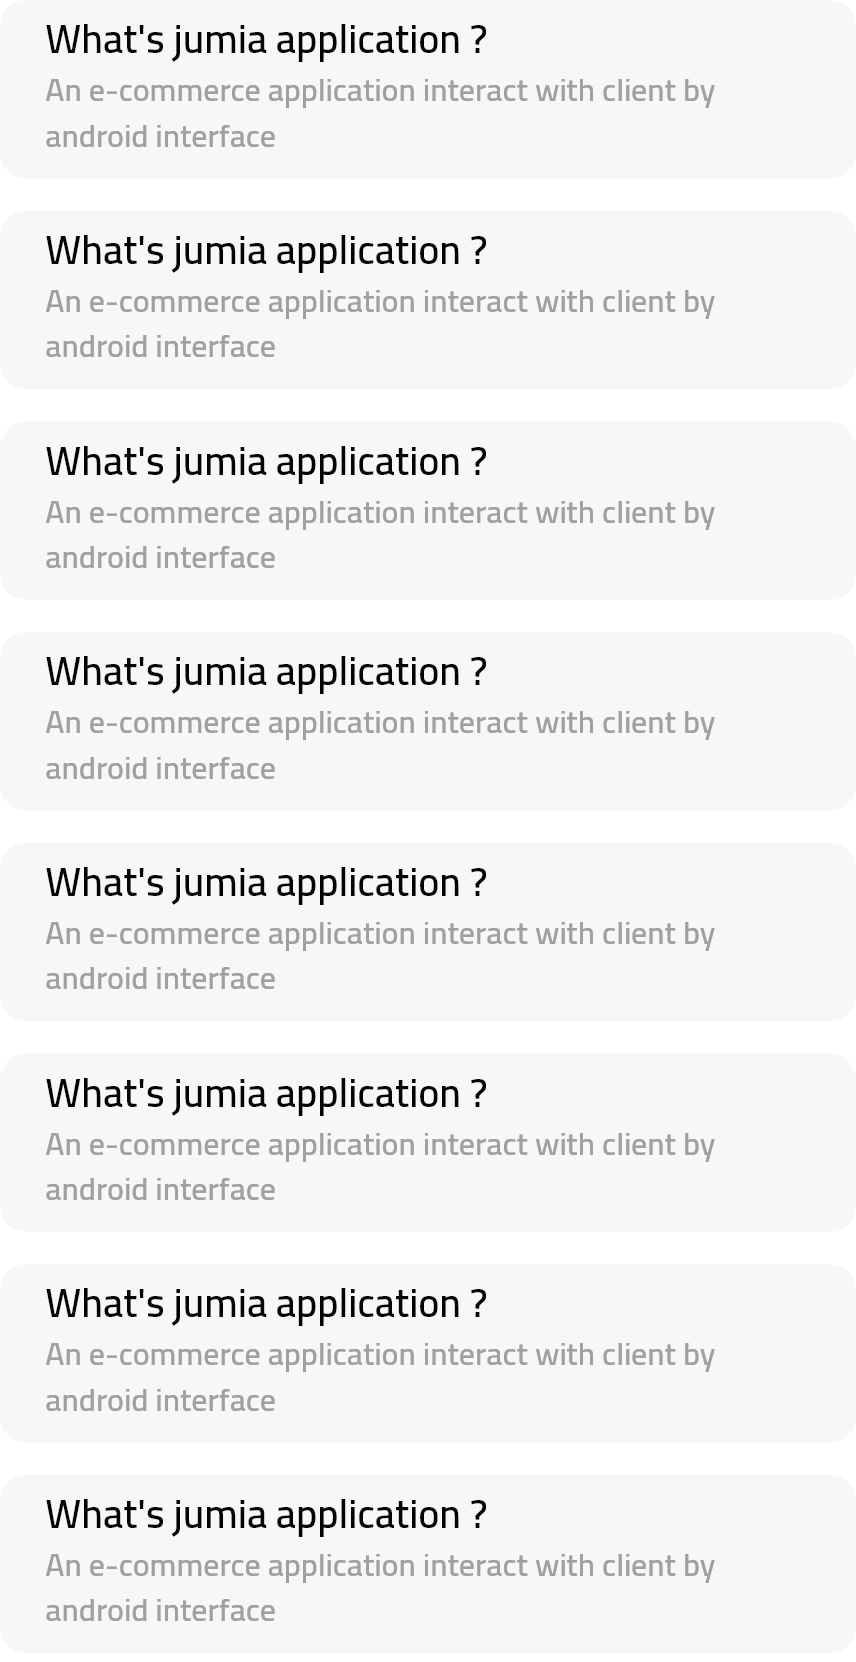 What's jumia application ?
An e-commerce application interact with client by
android interface
What's jumia application ?
An e-commerce application interact with client by
android interface
What's jumia application ?
An e-commerce application interact with client by
android interface
What's jumia application ?
An e-commerce application interact with client by
android interface
What's jumia application ?
An e-commerce application interact with client by
android interface
What's jumia application ?
An e-commerce application interact with client by
android interface
What's jumia application ?
An e-commerce application interact with client by
android interface
What's jumia application ?
An e-commerce application interact with client by
android interface